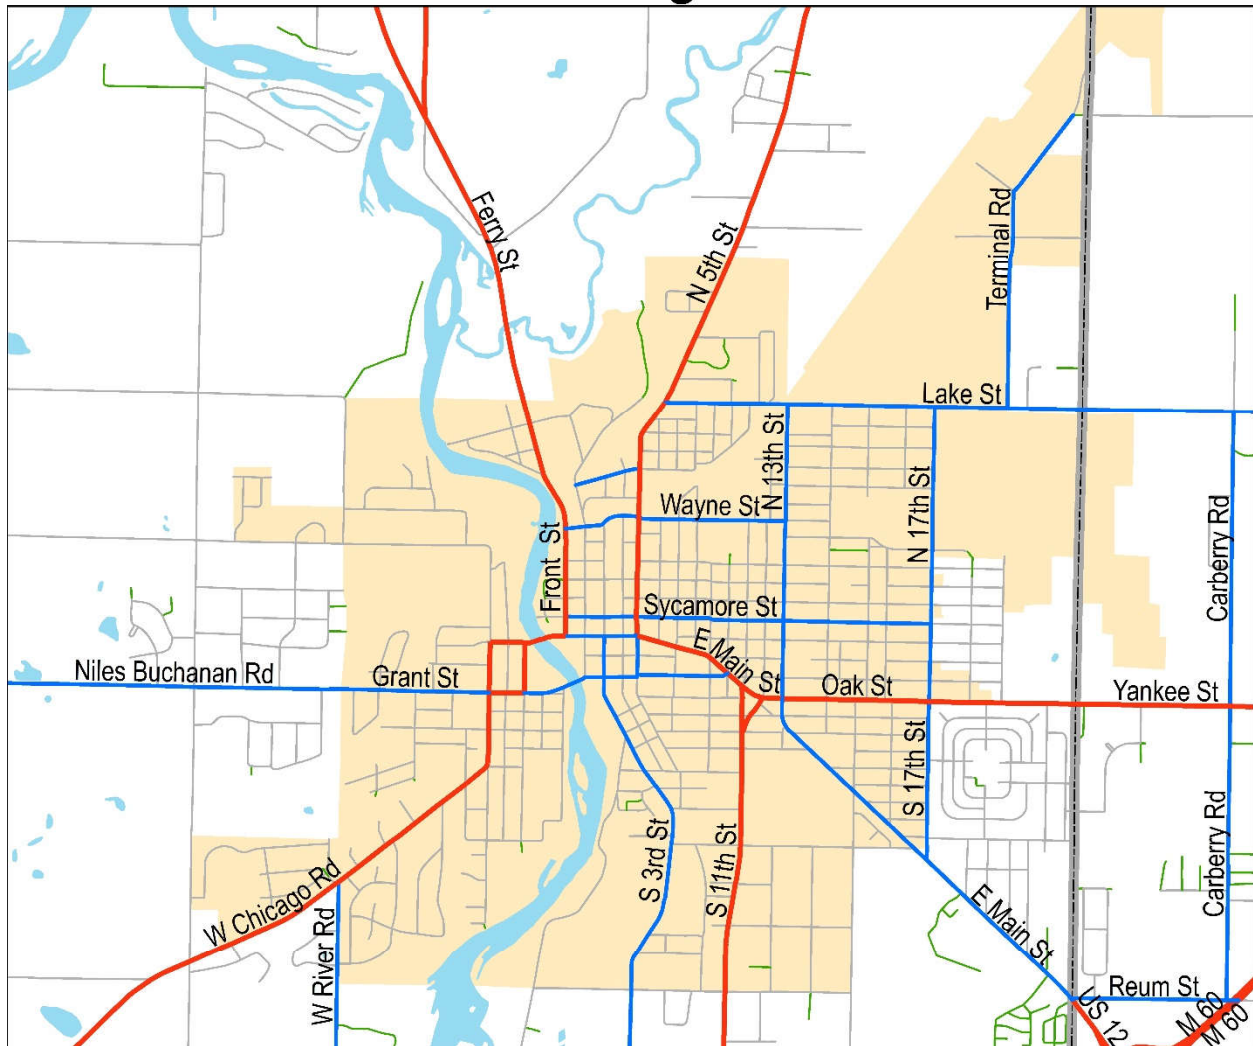 Ferry St
N 5th St
Terminal Rd
Lake St
N 13th St
Wayne St
N 17th St
Front St
Carberry Rd
Sycamore St
E Main St
Niles Buchanan Rd
Grant St
Oak St
Yankee St
S 17th St
S 3rd St
S 11th St
Carberry Rd
W Chicago Rd
W River Rd
E Main St
Reum St
US 12
M 60
M 60